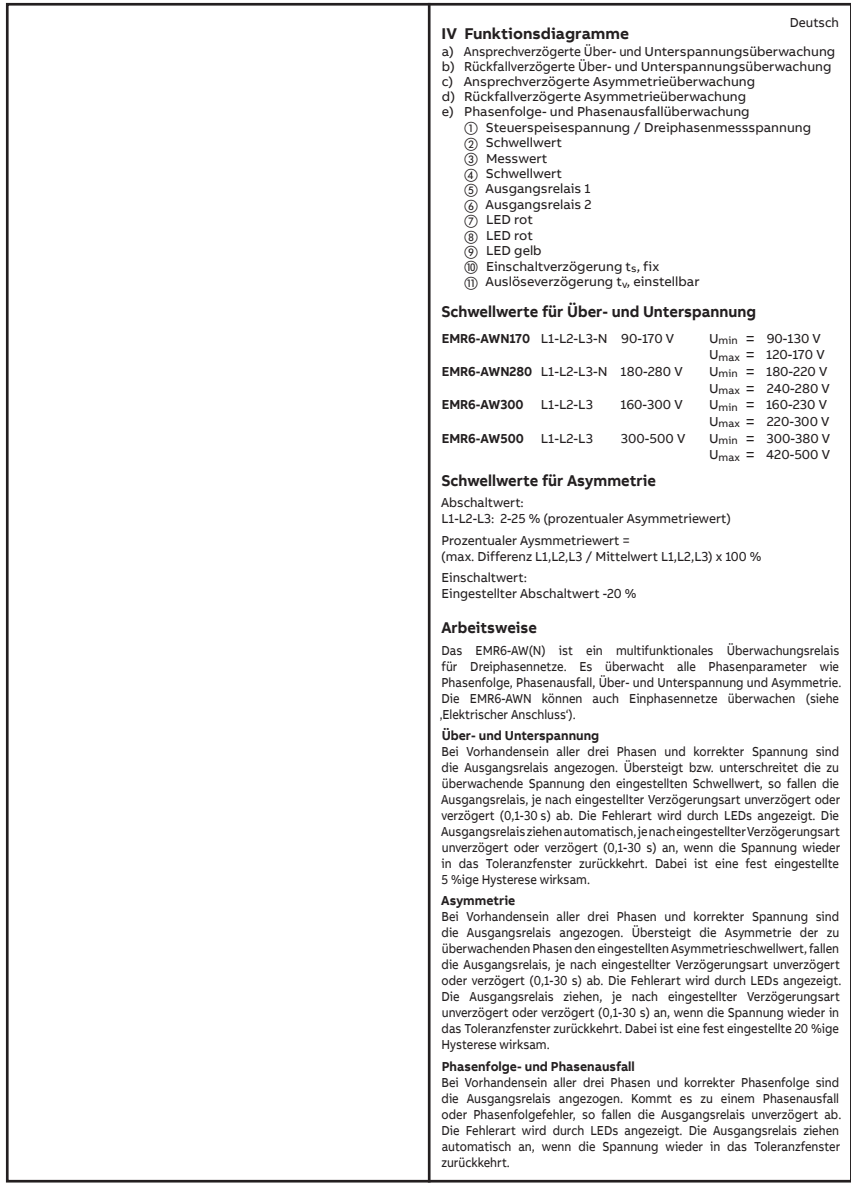 Deutsch
IV Funktionsdiagramme
a) Ansprechverzögerte Über- und Unterspannungsüberwachung
b) Rückfallverzögerte Über- und Unterspannungsüberwachung
c) Ansprechverzögerte Asymmetrieüberwachung
d) Rückfallverzögerte Asymmetrieüberwachung
e) Phasenfolge- und Phasenausfallüberwachung
① Steuerspeisespannung / Dreiphasenmessspannung
② Schwellwert
③ Messwert
④ Schwellwert
⑤ Ausgangsrelais 1
⑥ Ausgangsrelais 2
⑦ LED rot
⑧ LED rot
⑨ LED gelb
⑩ Einschaltverzögerung ts, fix
⑪ Auslöseverzögerung tv, einstellbar
Schwellwerte für Über- und Unterspannung
EMR6-AWN170 L1-L2-L3-N 90-170 V Umin = 90-130 V
Umax = 120-170 V
EMR6-AWN280 L1-L2-L3-N 180-280 V Umin = 180-220 V
Umax = 240-280 V
EMR6-AW300 L1-L2-L3 160-300 V Umin = 160-230 V
Umax = 220-300 V
EMR6-AW500 L1-L2-L3 300-500 V Umin = 300-380 V
Umax = 420-500 V
Schwellwerte für Asymmetrie
Abschaltwert:
L1-L2-L3: 2-25 % (prozentualer Asymmetriewert)
Prozentualer Aysmmetriewert =
(max. Differenz L1,L2,L3 / Mittelwert L1,L2,L3) x 100 %
Einschaltwert:
Eingestellter Abschaltwert -20 %
Arbeitsweise
Das EMR6-AW(N) ist ein multifunktionales Überwachungsrelais
für Dreiphasennetze. Es überwacht alle Phasenparameter wie
Phasenfolge, Phasenausfall, Über- und Unterspannung und Asymmetrie.
Die EMR6-AWN können auch Einphasennetze überwachen (siehe
‚Elektrischer Anschluss‘).
Über- und Unterspannung
Bei Vorhandensein aller drei Phasen und korrekter Spannung sind
die Ausgangsrelais angezogen. Übersteigt bzw. unterschreitet die zu
überwachende Spannung den eingestellten Schwellwert, so fallen die
Ausgangsrelais, je nach eingestellter Verzögerungsart unverzögert oder
verzögert (0,1-30 s) ab. Die Fehlerart wird durch LEDs angezeigt. Die
Ausgangsrelais ziehen automatisch, je nach eingestellter Verzögerungsart
unverzögert oder verzögert (0,1-30 s) an, wenn die Spannung wieder
in das Toleranzfenster zurückkehrt. Dabei ist eine fest eingestellte
5 %ige Hysterese wirksam.
Asymmetrie
Bei Vorhandensein aller drei Phasen und korrekter Spannung sind
die Ausgangsrelais angezogen. Übersteigt die Asymmetrie der zu
überwachenden Phasen den eingestellten Asymmetrieschwellwert, fallen
die Ausgangsrelais, je nach eingestellter Verzögerungsart unverzögert
oder verzögert (0,1-30 s) ab. Die Fehlerart wird durch LEDs angezeigt.
Die Ausgangsrelais ziehen, je nach eingestellter Verzögerungsart
unverzögert oder verzögert (0,1-30 s) an, wenn die Spannung wieder in
das Toleranzfenster zurückkehrt. Dabei ist eine fest eingestellte 20 %ige
Hysterese wirksam.
Phasenfolge- und Phasenausfall
Bei Vorhandensein aller drei Phasen und korrekter Phasenfolge sind
die Ausgangsrelais angezogen. Kommt es zu einem Phasenausfall
oder Phasenfolgefehler, so fallen die Ausgangsrelais unverzögert ab.
Die Fehlerart wird durch LEDs angezeigt. Die Ausgangsrelais ziehen
automatisch an, wenn die Spannung wieder in das Toleranzfenster
zurückkehrt.